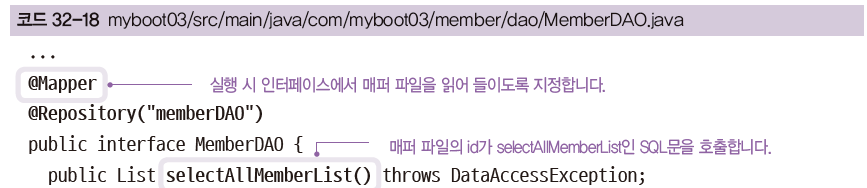 코드 32-18 myboot03/src/main/java/com/myboot03/member/dao/MemberDAO.java
...
@Mapper 실행 시 인터페이스에서 매퍼 파일을 읽어 들이도록 지정합니다.
@Repository("memberDAO")
public interface MemberDAO { 매퍼 파일의 id가 selectAllMemberList인 SQL문을 호출합니다.
public List selectAllMemberList() throws DataAccessException;